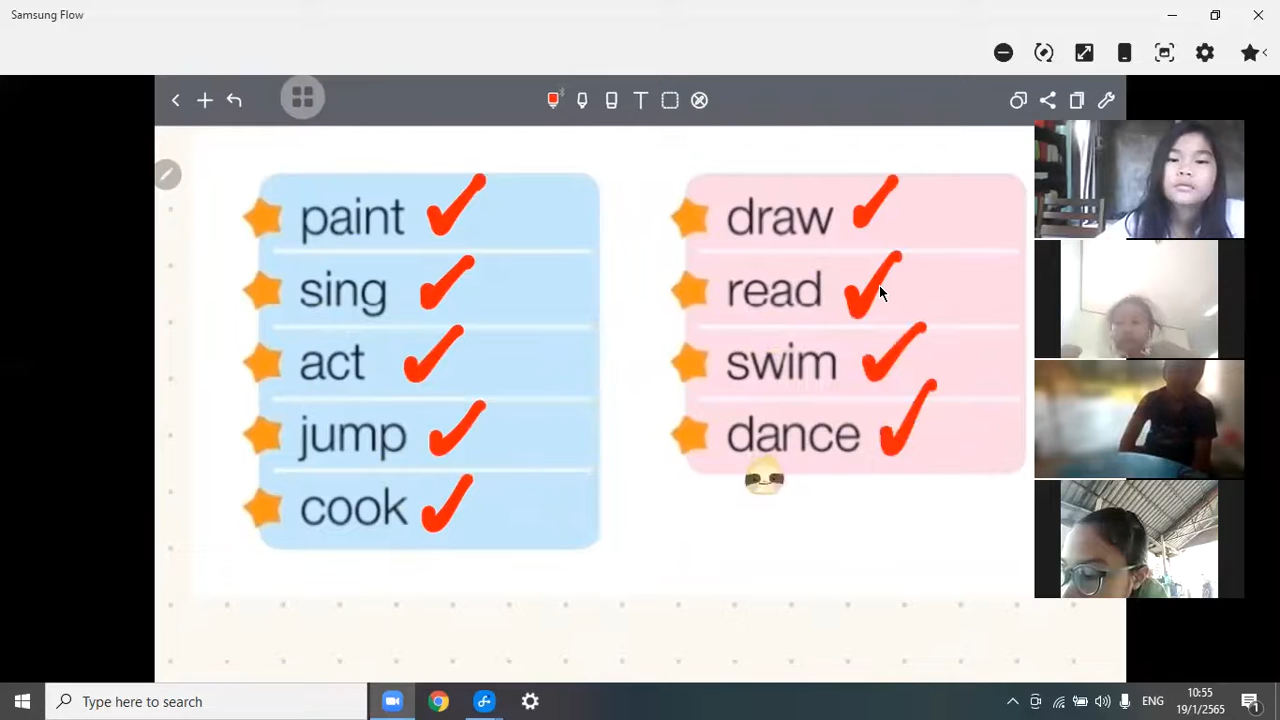 Samsung Flow
T
paint
sing
act
jump
cook
draw
read
swim
dance
Type here to search
ENG
10:55
19/1/2565
1